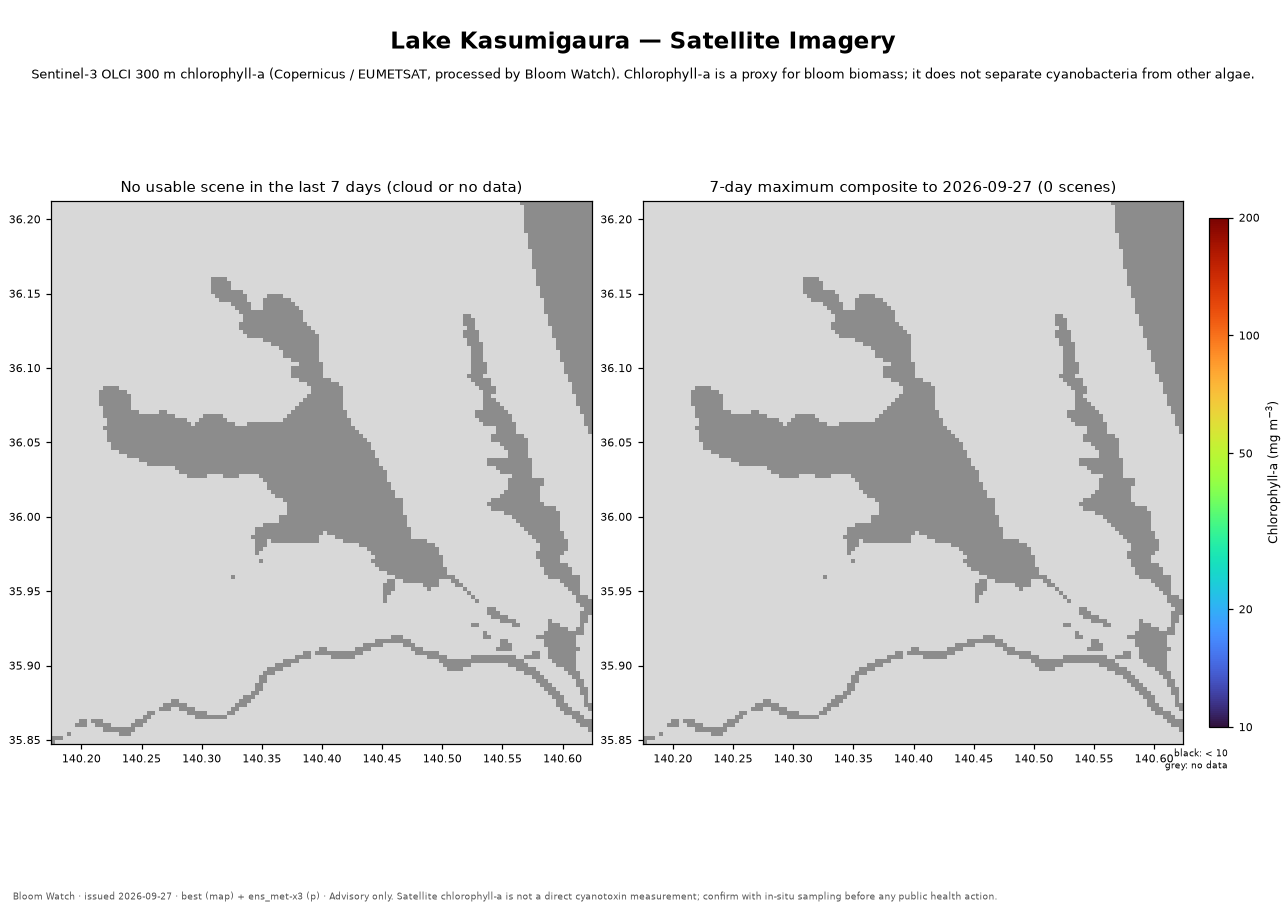 Lake Kasumigaura — Satellite Imagery
Sentinel-3 OLCI 300 m chlorophyll-a (Copernicus / EUMETSAT, processed by Bloom Watch). Chlorophyll-a is a proxy for bloom biomass; it does not separate cyanobacteria from other algae.
No usable scene in the last 7 days (cloud or no data)
36.20
36.15
36.10
36.05
36.00
35.95
35.90
35.85
140.20 140.25 140.30 140.35 140.40 140.45 140.50 140.55 140.60
7-day maximum composite to 2026-09-27 (0 scenes)
36.20
36.15
36.10
36.05
36.00
35.95
35.90
35.85
140.20 140.25 140.30 140.35 140.40 140.45 140.50 140.55 140.60
200
100
50
20
10
Chlorophyll-a (mg m⁻³)
black: < 10
grey: no data
Bloom Watch · issued 2026-09-27 · best (map) + ens_met-x3 (p) · Advisory only. Satellite chlorophyll-a is not a direct cyanotoxin measurement; confirm with in-situ sampling before any public health action.